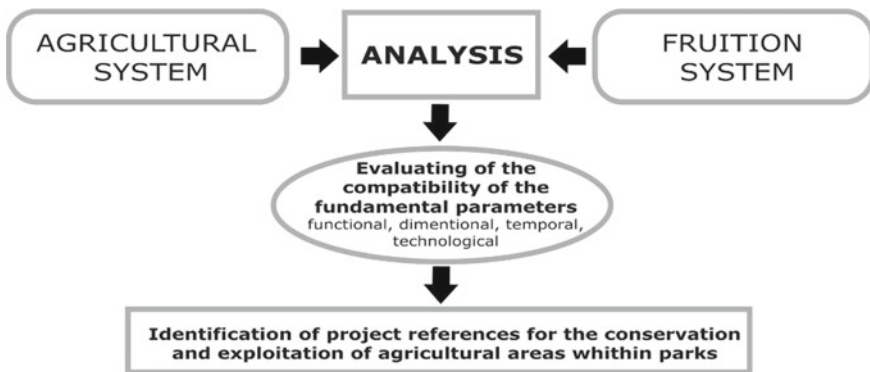 AGRICULTURAL
SYSTEM
ANALYSIS
FRUITION
SYSTEM
Evaluating of the
compatibility of the
fundamental parameters
functional, dimentional, temporal,
technological
Identification of project references for the conservation
and exploitation of agricultural areas whithin parks